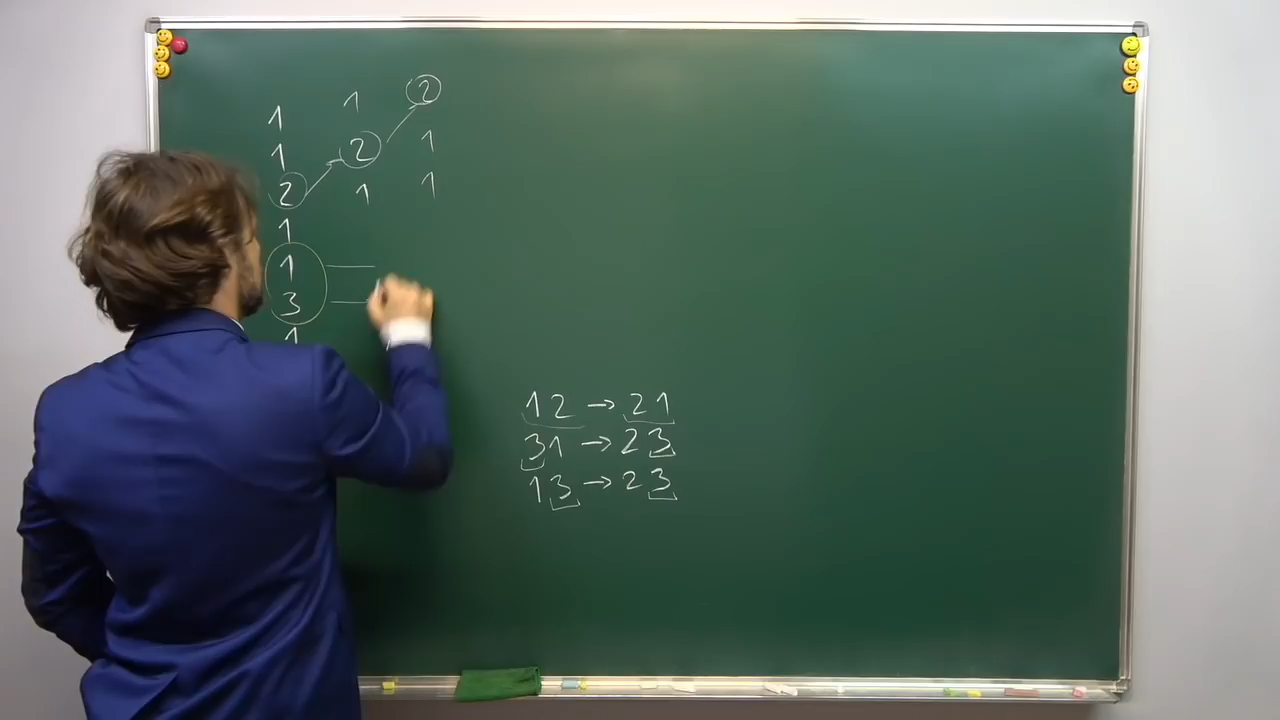 1 1 2
1 2 1
2 1 1
1
1
3
1
12 → 21
31 → 23
13 → 23